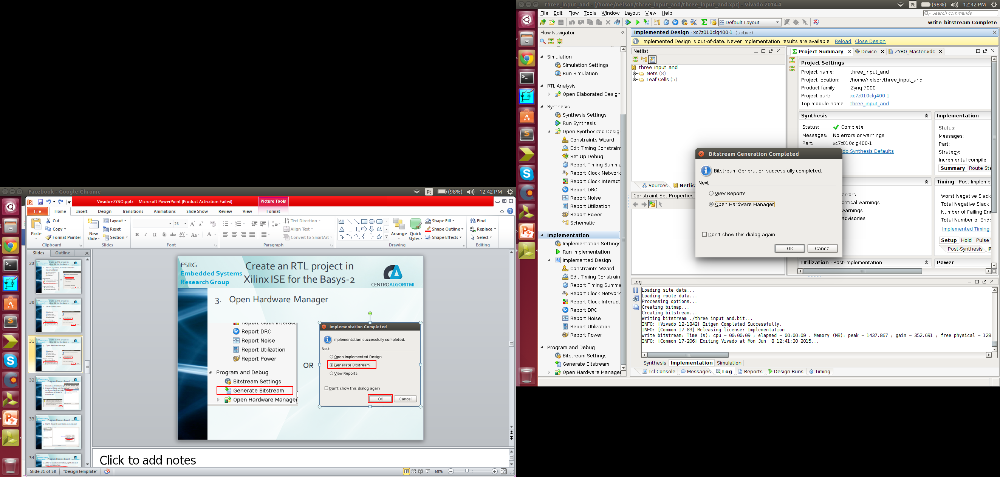 Facebook - Google Chrome
Pt (98%) 12:42 PM
Vivado+ZYBO.pptx - Microsoft PowerPoint (Product Activation Failed)
Picture Tools
File Home Insert Design Transitions Animations Slide Show Review View Format
Paste
Cut
Copy
Format Painter
Clipboard
New Slide
Layout
Reset
Section
Slides
28
B I U S abc AV Aa A
Font
Text Direction
Align Text
Convert to SmartArt
Paragraph
Arrange
Quick Styles
Shape Fill
Shape Outline
Shape Effects
Drawing
Find
Replace
Select
Editing
Slides Outline
29
30
31
32
33
34
ESRG
Embedded Systems
Research Group
Create an RTL project in
Xilinx ISE for the Basys-2
CENTROALGORITMI
3. Open Hardware Manager
Report Clock Interact
Report DRC
Report Noise
Report Utilization
Report Power
Program and Debug
Bitstream Settings
Generate Bitstream
Open Hardware Manager
OR
Implementation Completed
Implementation successfully completed.
Next
Open Implemented Design
Generate Bitstream
View Reports
Don't show this dialog again
OK Cancel
Click to add notes
Slide 31 of 58 "DesignTemplate" 68%
three_input_and - [/home/nelson/three_input_and/three_input_and.xpr] - Vivado 2014.4
Pt (98%) 12:42 PM
File Edit Flow Tools Window Layout View Help
Search commands
Default Layout
write_bitstream Complete
Flow Navigator
Simulation
Simulation Settings
Run Simulation
RTL Analysis
Open Elaborated Design
Synthesis
Synthesis Settings
Run Synthesis
Open Synthesized Desig
Constraints Wizard
Edit Timing Constrain
Set Up Debug
Report Timing Summa
Report Clock Network
Report Clock Interact
Report DRC
Report Noise
Report Utilization
Report Power
Schematic
Implementation
Implementation Settings
Run Implementation
Implemented Design
Constraints Wizard
Edit Timing Constrain
Report Timing Summa
Report Clock Network
Report Clock Interact
Report DRC
Report Noise
Report Utilization
Report Power
Program and Debug
Bitstream Settings
Generate Bitstream
Open Hardware Manage
Implemented Design - xc7z010clg400-1 (active)
Implemented Design is out-of-date. Newer Implementation results are available. Reload Close Design
Netlist
three_input_and
Nets (8)
Leaf Cells (5)
Sources Netlis
Constraint Set Properties
Project Summary Device ZYBO_Master.xdc
Project Settings
Project name: three_input_and
Project location: /home/nelson/three_input_and
Product family: Zynq-7000
Project part: xc7z010clg400-1
Top module name: three_input_and
Synthesis
Status: Complete
Messages: No errors or warnings
Part: xc7z010clg400-1
do Synthesis Defaults
Implementation
Status:
Messages:
Part:
Strategy:
Incremental compile:
Summary Route Sta
errors
critical warnings
warnings
advisories
Timing - Post-Implemen
Worst Negative Slack
Total Negative Slack
Number of Failing End
Total Number of Endp
Implemented Timing
Setup Hold Pulse
Post-Synthesis P
Utilization - Post-Implementation
Power
Bitstream Generation Completed
Bitstream Generation successfully completed.
Next
View Reports
Open Hardware Manager
Don't show this dialog again
OK Cancel
Log
Loading site data...
Loading route data...
Processing options...
Creating bitmap...
Creating bitstream...
Writing bitstream ./three_input_and.bit...
INFO: [Vivado 12-1842] Bitgen Completed Successfully.
INFO: [Common 17-83] Releasing license: Implementation
write_bitstream: Time (s): cpu = 00:00:09 ; elapsed = 00:00:09 . Memory (MB): peak = 1437.867 ; gain = 352.691 ; free physical = 128
INFO: [Common 17-206] Exiting Vivado at Mon Jun 8 12:41:30 2015...
Synthesis Implementation Simulation
Tcl Console Messages Log Reports Design Runs Timing